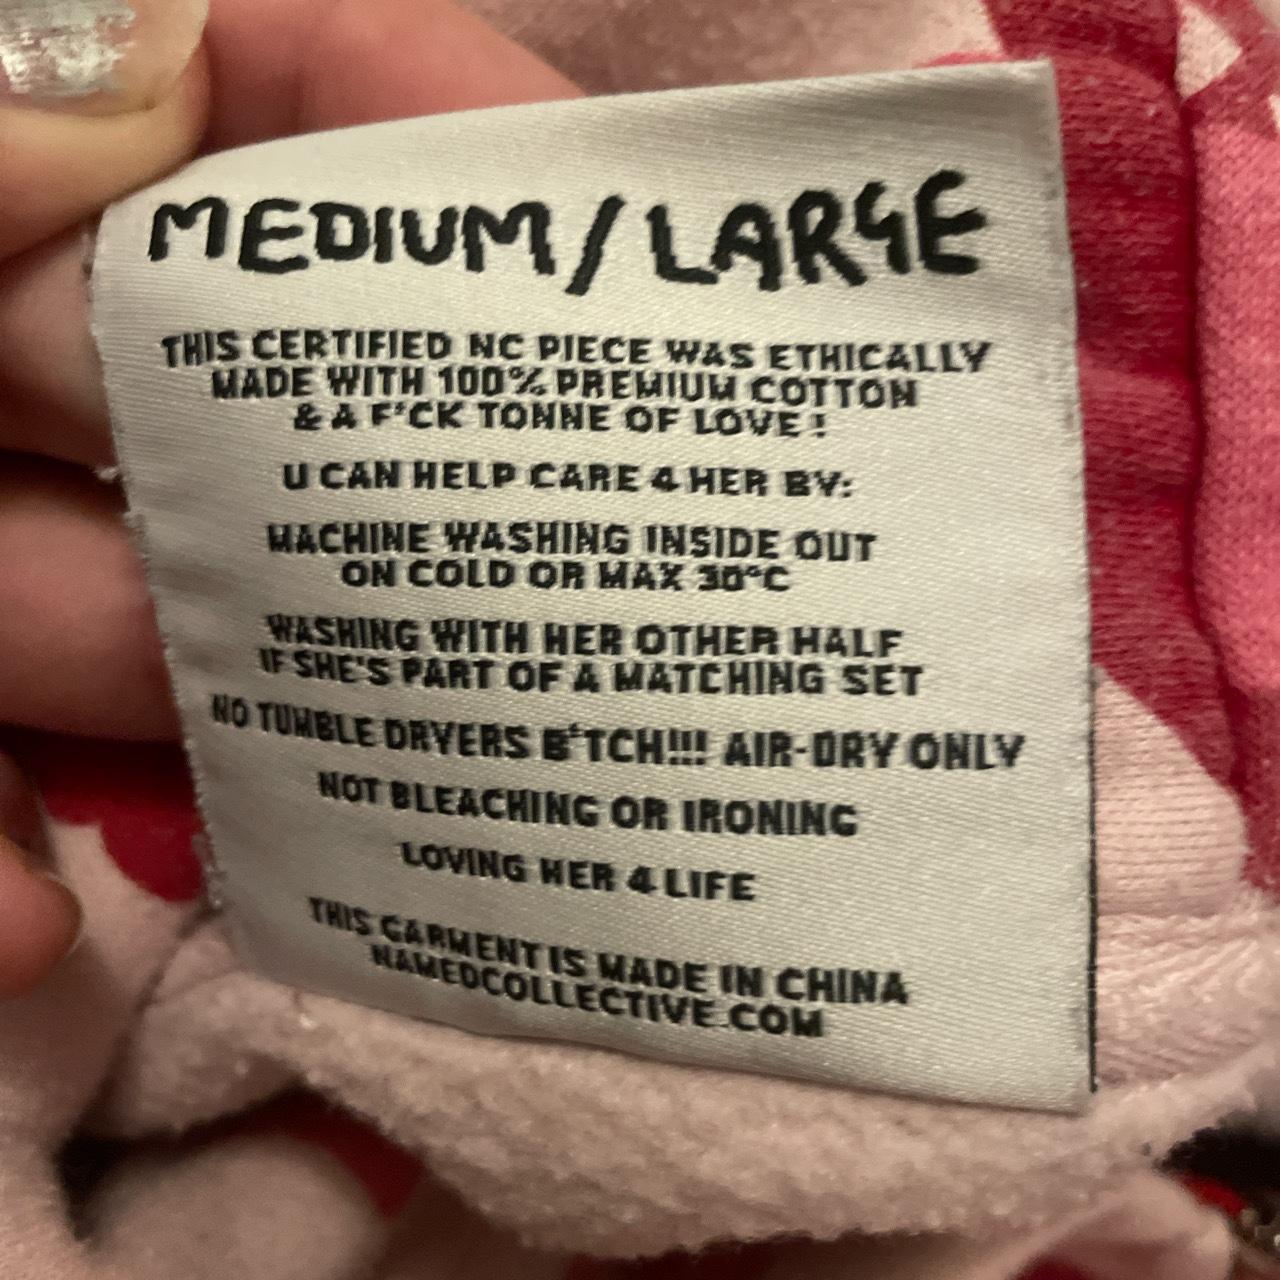 MEDIUM/LARGE
THIS CERTIFIED NC PIECE WAS ETHICALLY
MADE WITH 100% PREMIUM COTTON
& A F*CK TONNE OF LOVE!
U CAN HELP CARE 4 HER BY:
MACHINE WASHING INSIDE OUT
ON COLD OR MAX 30°C
WASHING WITH HER OTHER HALF
IF SHE'S PART OF A MATCHING SET
NO TUMBLE DRYERS B*TCH!!! AIR-DRY ONLY
NOT BLEACHING OR IRONING
LOVING HER 4 LIFE
THIS GARMENT IS MADE IN CHINA
NAMEDCOLLECTIVE.COM